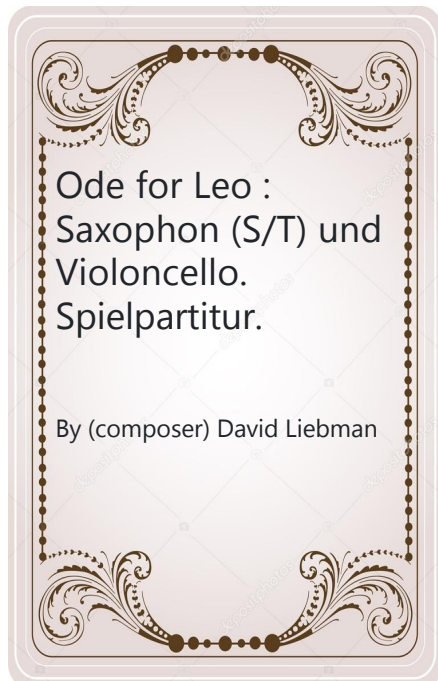 Ode for Leo :
Saxophon (S/T) und
Violoncello.
Spielpartitur.
By (composer) David Liebman